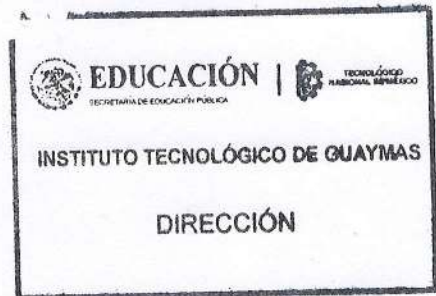 EDUCACIÓN
SECRETARÍA DE EDUCACIÓN PÚBLICA
TECNOLÓGICO
NACIONAL DE MÉXICO
INSTITUTO TECNOLÓGICO DE GUAYMAS
DIRECCIÓN